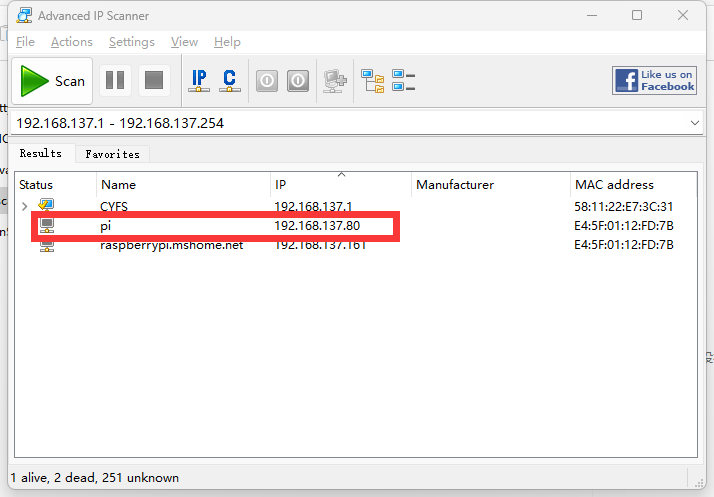 Advanced IP Scanner
File Actions Settings View Help
Scan IP C Like us on
Facebook
192.168.137.1 - 192.168.137.254
Results Favorites
Status Name IP Manufacturer MAC address
CYFS 192.168.137.1 58:11:22:E7:3C:31
pi 192.168.137.80 E4:5F:01:12:FD:7B
raspberrypi.mshome.net 192.168.137.161 E4:5F:01:12:FD:7B
1 alive, 2 dead, 251 unknown